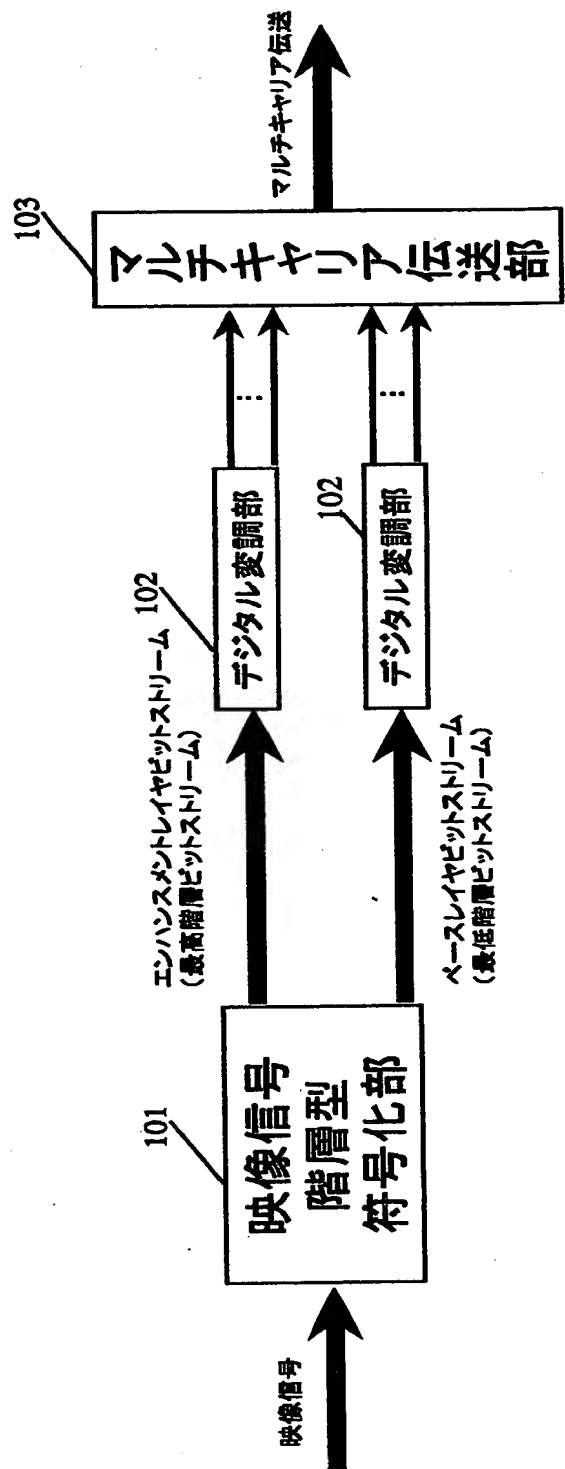 映像信号
101
映像信号
階層型
符号化部
エンハンスメントレイヤビットストリーム
(最高階層ビットストリーム)
ベースレイヤビットストリーム
(最低階層ビットストリーム)
102
デジタル変調部
102
デジタル変調部
...
...
103
マルチキャリア伝送部
マルチキャリア伝送